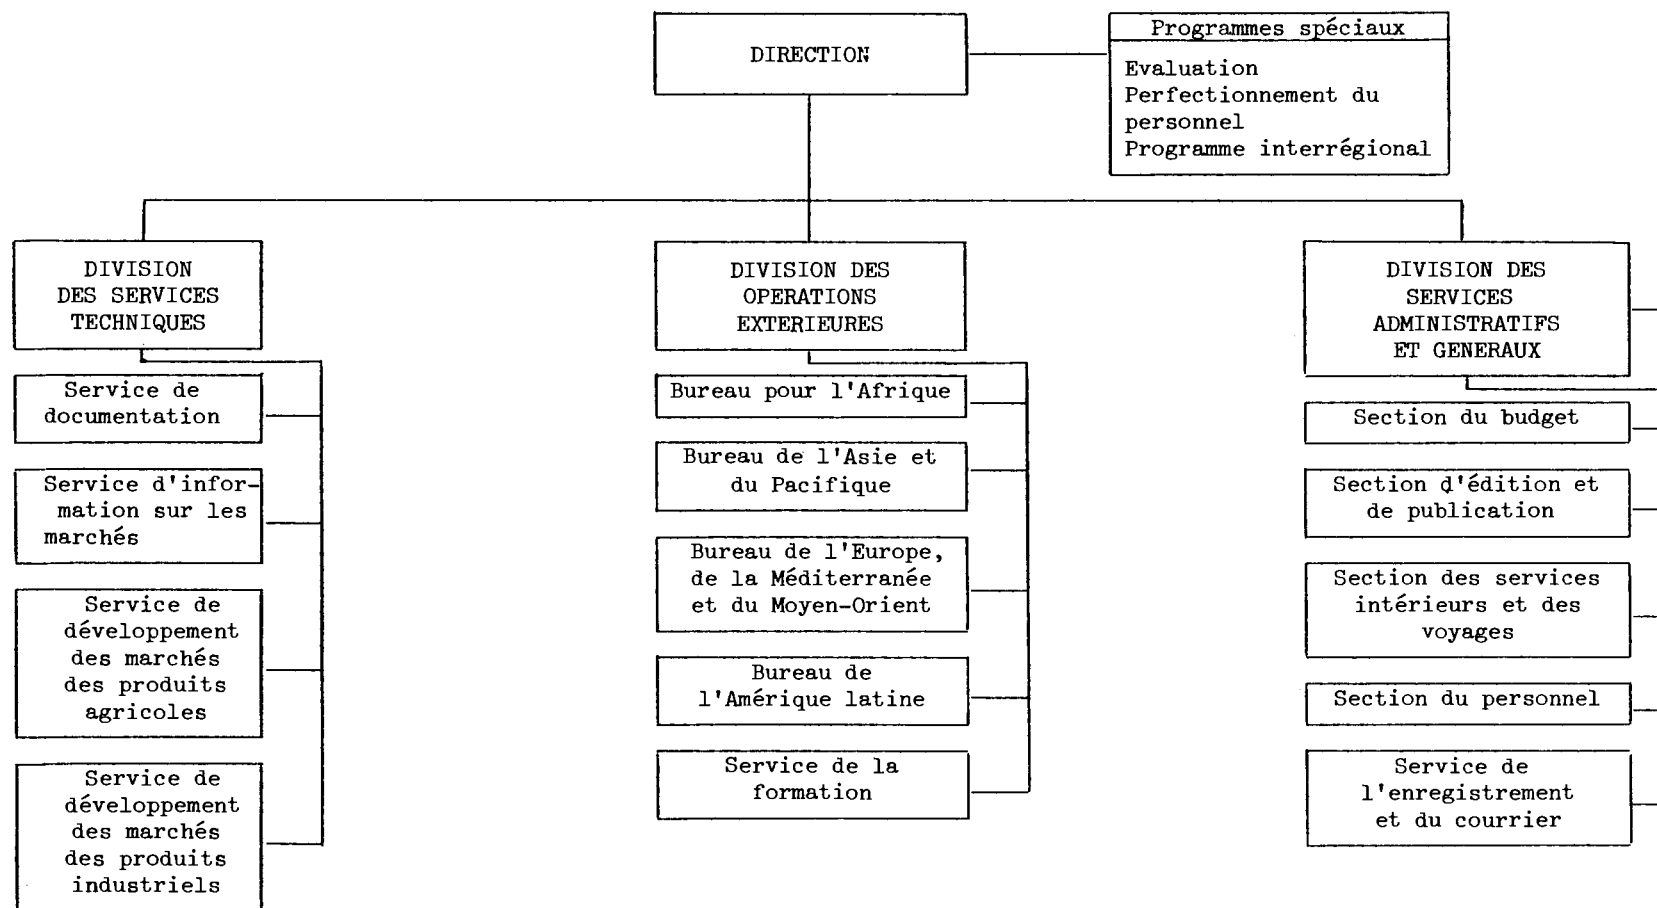 DIRECTION
Programmes spéciaux
Evaluation
Perfectionnement du
personnel
Programme interrégional
DIVISION
DES SERVICES
TECHNIQUES
Service de
documentation
Service d'infor-
mation sur les
marchés
Service de
développement
des marchés
des produits
agricoles
Service de
développement
des marchés
des produits
industriels
DIVISION DES
OPERATIONS
EXTERIEURES
Bureau pour l'Afrique
Bureau de l'Asie et
du Pacifique
Bureau de l'Europe,
de la Méditerranée
et du Moyen-Orient
Bureau de
l'Amérique latine
Service de la
formation
DIVISION DES
SERVICES
ADMINISTRATIFS
ET GENERAUX
Section du budget
Section d'édition et
de publication
Section des services
intérieurs et des
voyages
Section du personnel
Service de
l'enregistrement
et du courrier